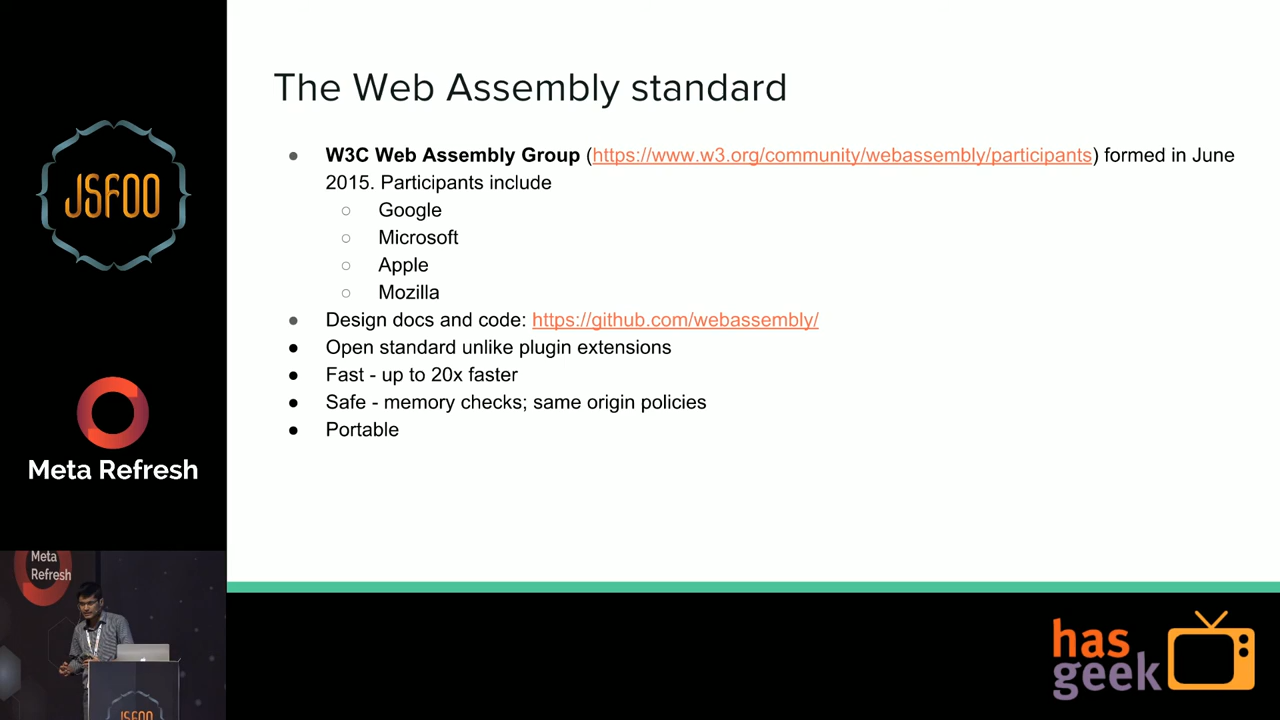 The Web Assembly standard
● W3C Web Assembly Group (https://www.w3.org/community/webassembly/participants) formed in June
2015. Participants include
○ Google
○ Microsoft
○ Apple
○ Mozilla
● Design docs and code: https://github.com/webassembly/
● Open standard unlike plugin extensions
● Fast - up to 20x faster
● Safe - memory checks; same origin policies
● Portable
JSFOO
Meta Refresh
Meta
Refresh
JSFOO
has
geek